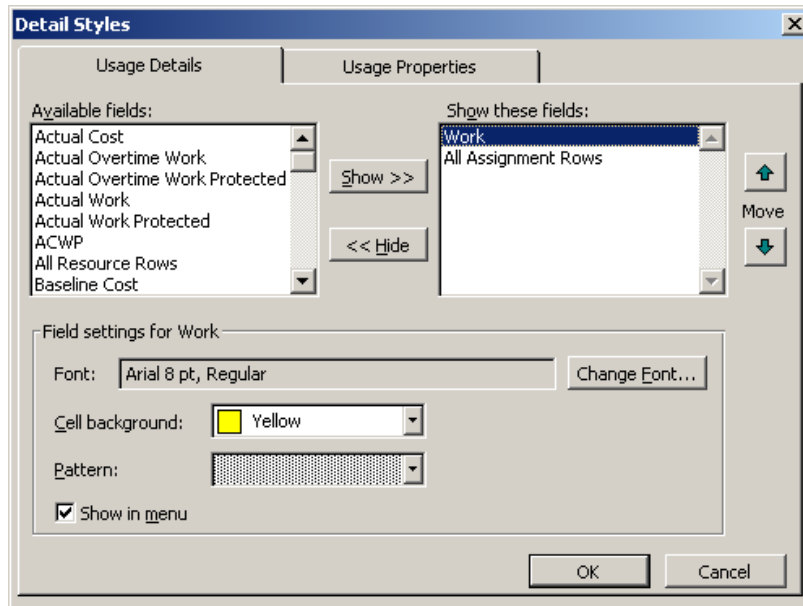 Detail Styles
Usage Details
Usage Properties
Available fields:
Actual Cost
Actual Overtime Work
Actual Overtime Work Protected
Actual Work
Actual Work Protected
ACWP
All Resource Rows
Baseline Cost
Show >>
<< Hide
Show these fields:
Work
All Assignment Rows
Move
Field settings for Work
Font:
Arial 8 pt, Regular
Change Font...
Cell background:
Yellow
Pattern:
Show in menu
OK
Cancel